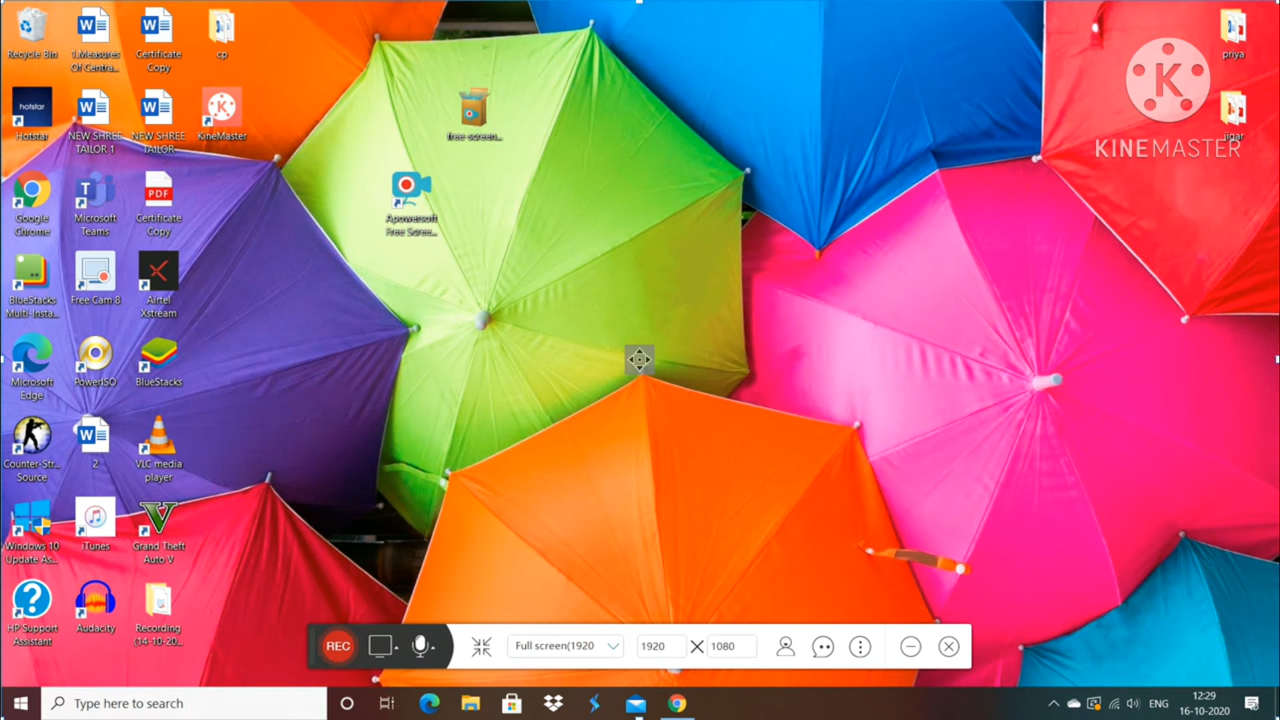 Recycle Bin
1.Measures
Of Centra...
Certificate
Copy
cp
priya
hotstar
Hotstar
NEW SHREE
TAILOR 1
NEW SHREE
TAILOR
KineMaster
free-screen...
jigar
K
KINEMASTER
Google
Chrome
Microsoft
Teams
PDF
Certificate
Copy
Apowersoft
Free Scree...
BlueStacks
Multi-Insta...
Free Cam 8
Airtel
Xstream
Microsoft
Edge
PowerISO
BlueStacks
Counter-Str...
Source
2
VLC media
player
Windows 10
Update As...
iTunes
Grand Theft
Auto V
HP Support
Assistant
Audacity
Recording
(14-10-20...
REC
Full screen(1920
1920
1080
Type here to search
ENG
12:29
16-10-2020